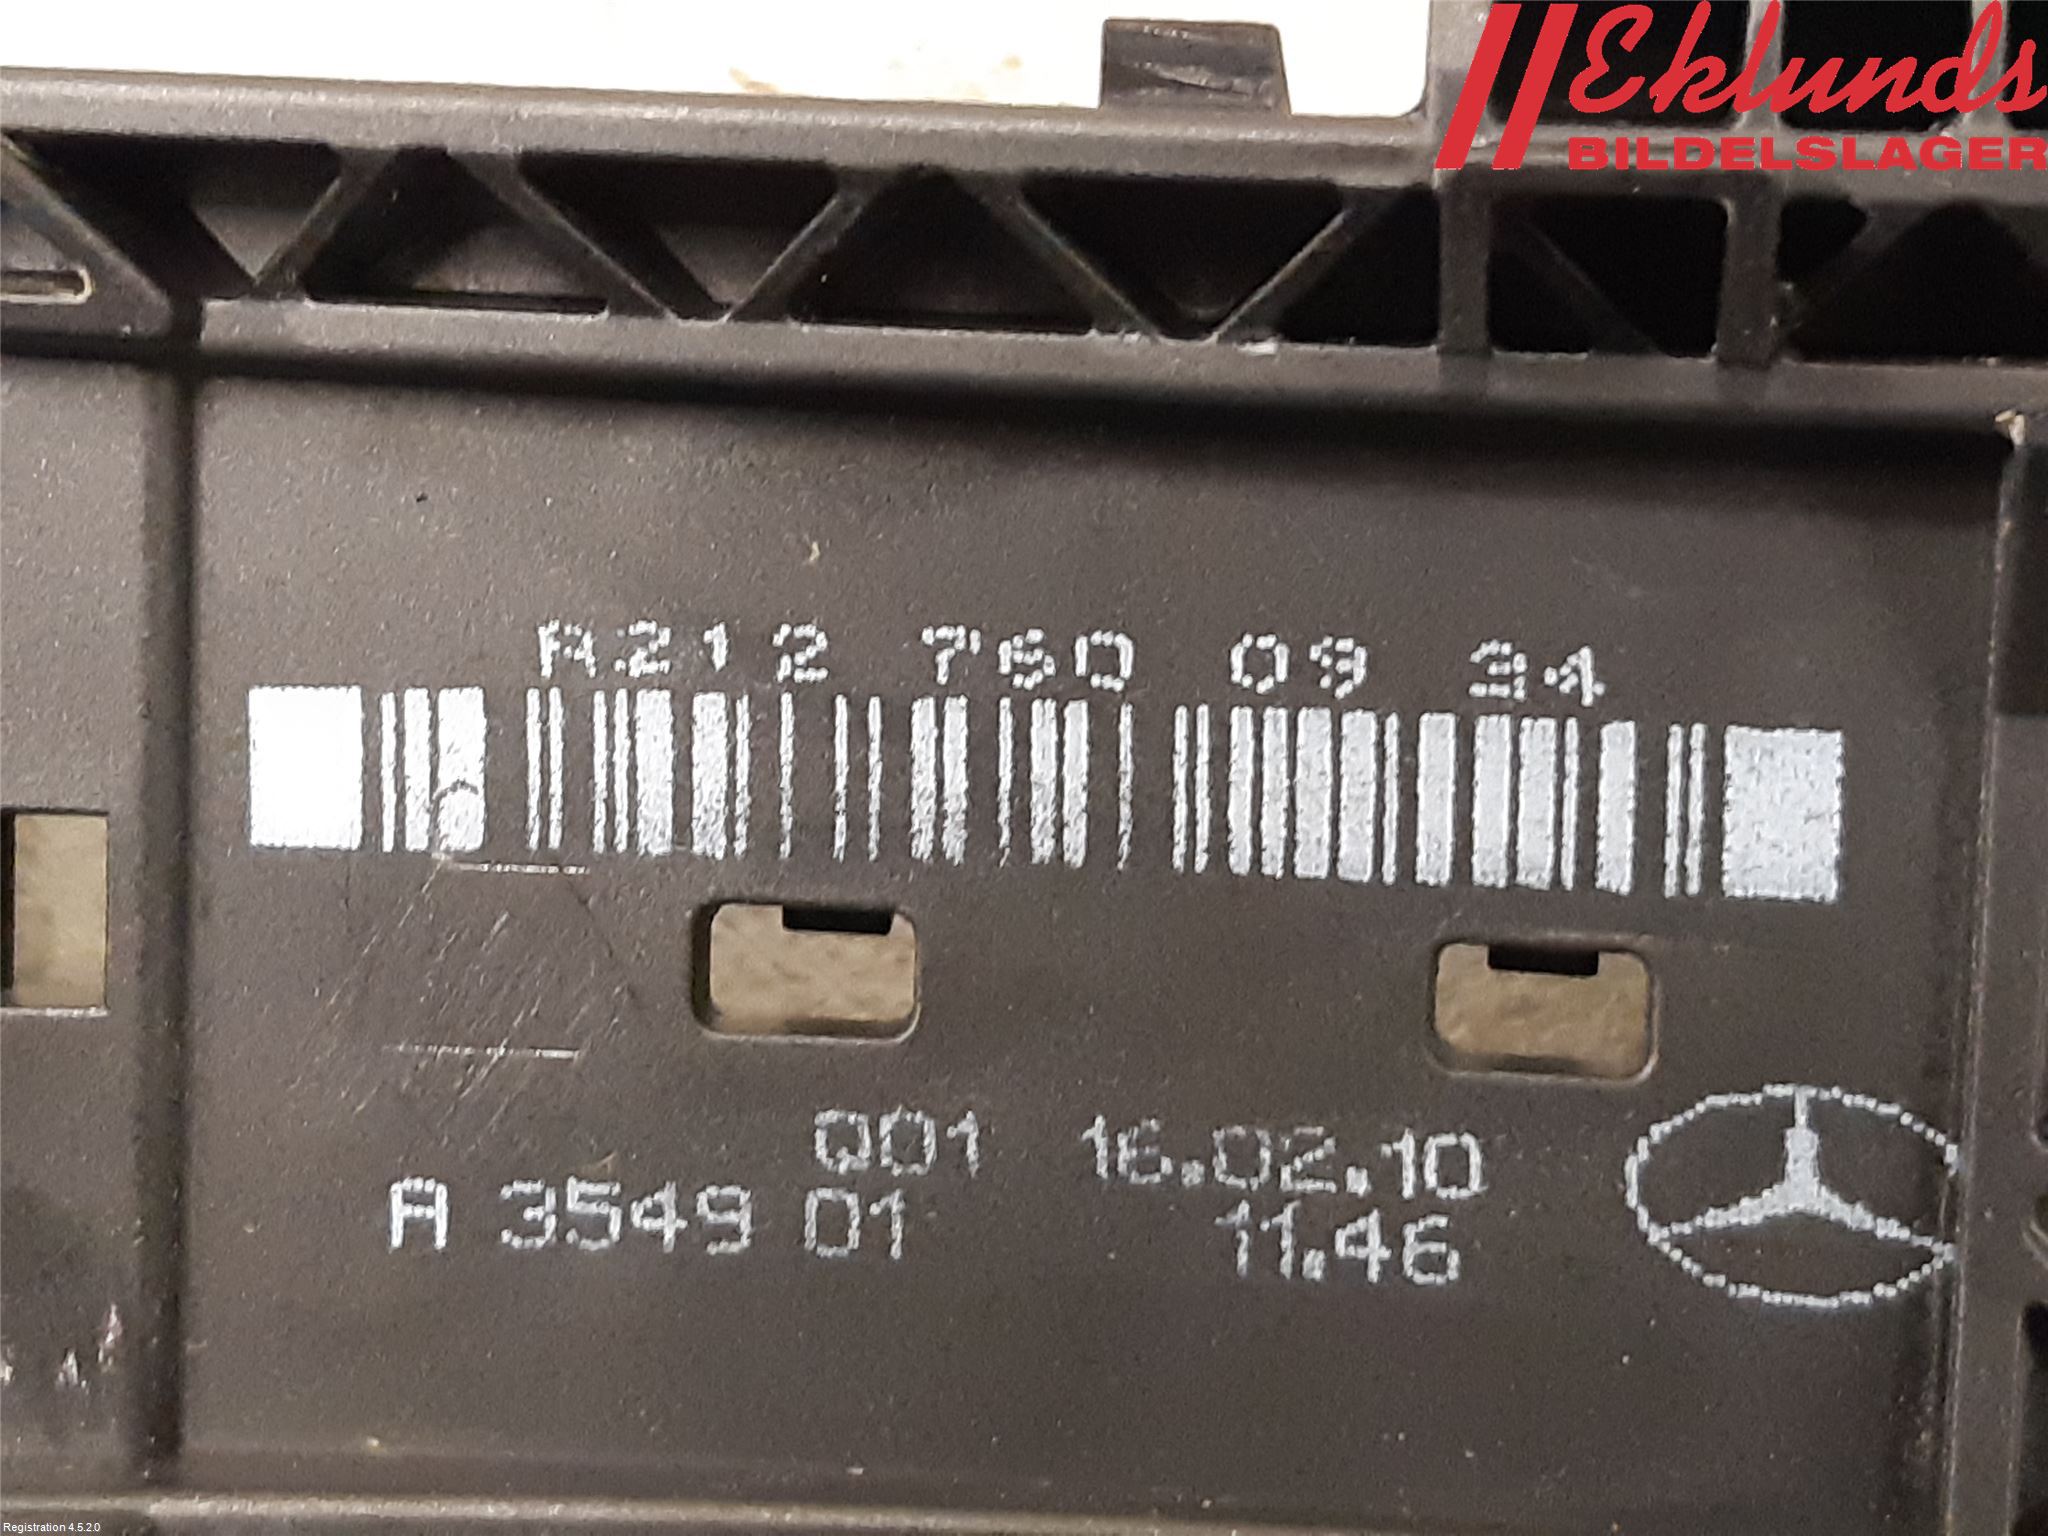 Eklunds
BILDELSLAGER
A212 760 09 34
Q01 16.02.10
A 3549 01 11.46
Registration 4.5.2.0